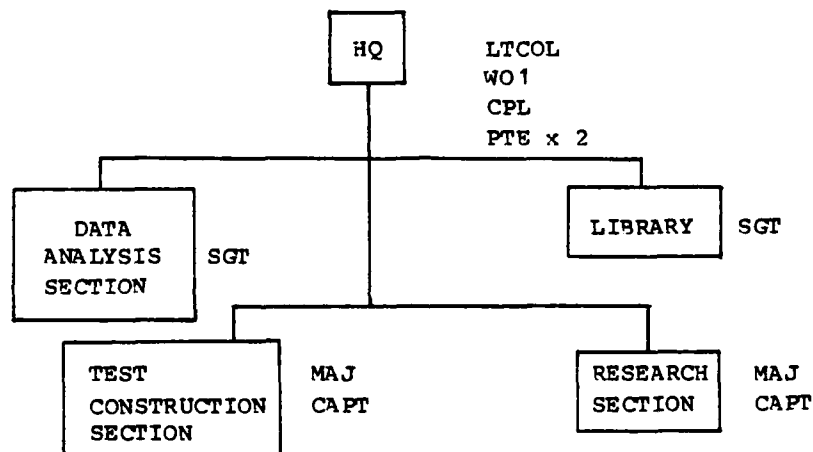 HQ
LTCOL
WO1
CPL
PTE x 2
DATA
ANALYSIS
SECTION
SGT
LIBRARY
SGT
TEST
CONSTRUCTION
SECTION
MAJ
CAPT
RESEARCH
SECTION
MAJ
CAPT